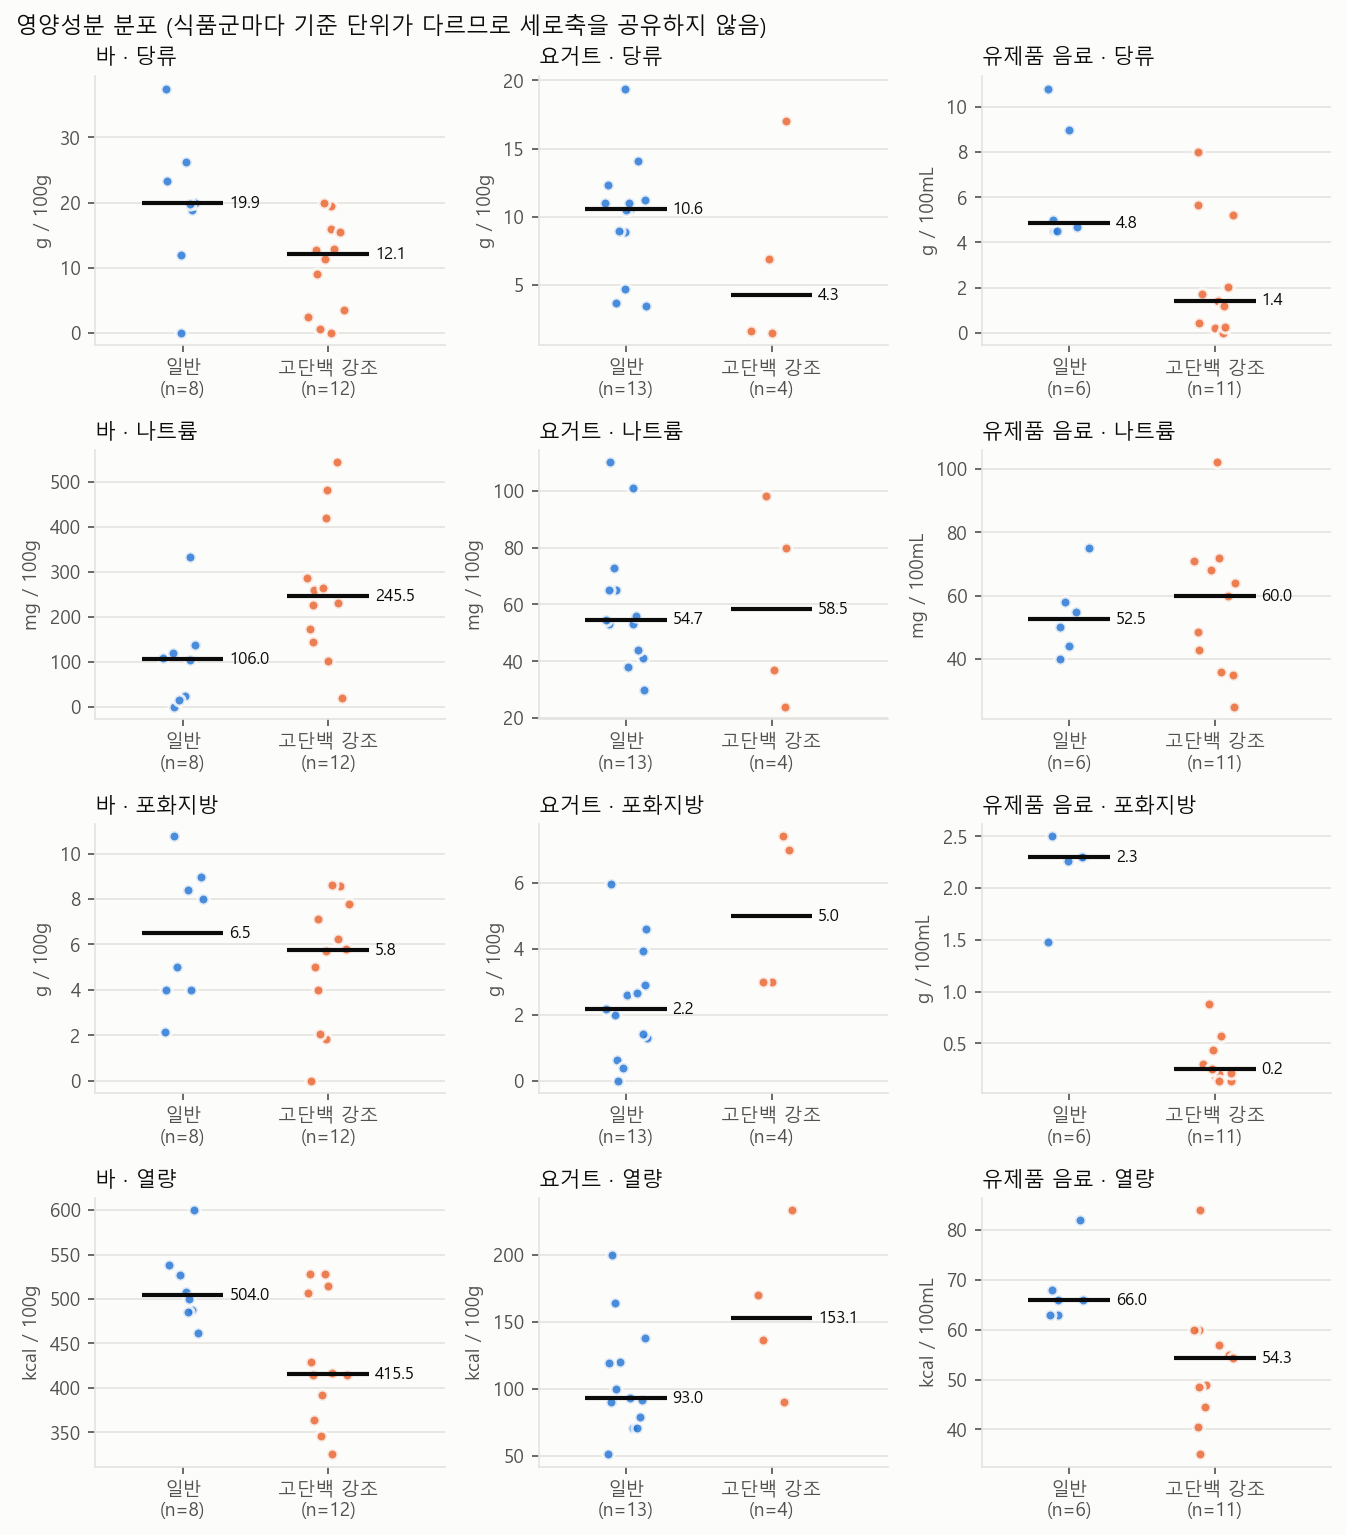 영양성분 분포 (식품군마다 기준 단위가 다르므로 세로축을 공유하지 않음)
바 · 당류
g / 100g
30
20
10
0
19.9
12.1
일반
(n=8)
고단백 강조
(n=12)
요거트 · 당류
g / 100g
20
15
10
5
10.6
4.3
일반
(n=13)
고단백 강조
(n=4)
유제품 음료 · 당류
g / 100mL
10
8
6
4
2
0
4.8
1.4
일반
(n=6)
고단백 강조
(n=11)
바 · 나트륨
mg / 100g
500
400
300
200
100
0
106.0
245.5
일반
(n=8)
고단백 강조
(n=12)
요거트 · 나트륨
mg / 100g
100
80
60
40
20
54.7
58.5
일반
(n=13)
고단백 강조
(n=4)
유제품 음료 · 나트륨
mg / 100mL
100
80
60
40
52.5
60.0
일반
(n=6)
고단백 강조
(n=11)
바 · 포화지방
g / 100g
10
8
6
4
2
0
6.5
5.8
일반
(n=8)
고단백 강조
(n=12)
요거트 · 포화지방
g / 100g
6
4
2
0
2.2
5.0
일반
(n=13)
고단백 강조
(n=4)
유제품 음료 · 포화지방
g / 100mL
2.5
2.0
1.5
1.0
0.5
2.3
0.2
일반
(n=6)
고단백 강조
(n=11)
바 · 열량
kcal / 100g
600
550
500
450
400
350
504.0
415.5
일반
(n=8)
고단백 강조
(n=12)
요거트 · 열량
kcal / 100g
200
150
100
50
93.0
153.1
일반
(n=13)
고단백 강조
(n=4)
유제품 음료 · 열량
kcal / 100mL
80
70
60
50
40
66.0
54.3
일반
(n=6)
고단백 강조
(n=11)